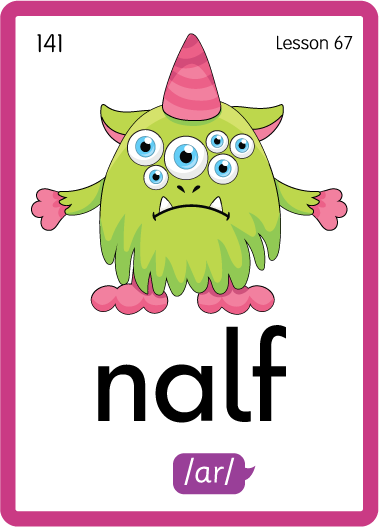 141
Lesson 67
nalf
/ar/